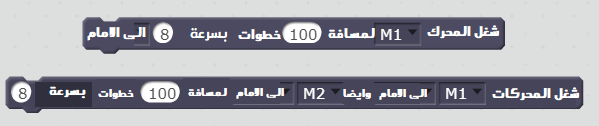 شغل المحرك M1 لمسافة 100 خطوات بسرعة 8 الى الامام
شغل المحركات M1 الى الامام وايضا M2 الى الامام لمسافة 100 خطوات بسرعة 8